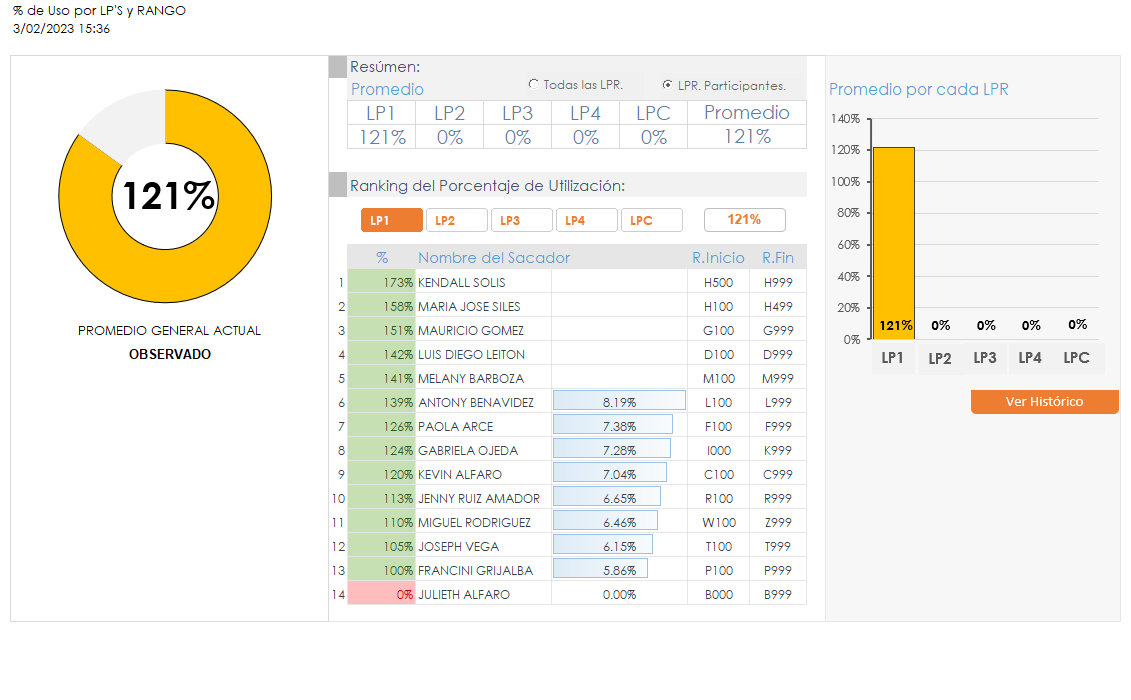 % de Uso por LP'S y RANGO
3/02/2023 15:36
121%
PROMEDIO GENERAL ACTUAL
OBSERVADO
Resúmen:
Promedio
Todas las LPR.
LPR. Participantes.
LP1 LP2 LP3 LP4 LPC Promedio
121% 0% 0% 0% 0% 121%
Ranking del Porcentaje de Utilización:
LP1 LP2 LP3 LP4 LPC 121%
% Nombre del Sacador R.Inicio R.Fin
1 173% KENDALL SOLIS H500 H999
2 158% MARIA JOSE SILES H100 H499
3 151% MAURICIO GOMEZ G100 G999
4 142% LUIS DIEGO LEITON D100 D999
5 141% MELANY BARBOZA M100 M999
6 139% ANTONY BENAVIDEZ 8.19% L100 L999
7 126% PAOLA ARCE 7.38% F100 F999
8 124% GABRIELA OJEDA 7.28% I000 K999
9 120% KEVIN ALFARO 7.04% C100 C999
10 113% JENNY RUIZ AMADOR 6.65% R100 R999
11 110% MIGUEL RODRIGUEZ 6.46% W100 Z999
12 105% JOSEPH VEGA 6.15% T100 T999
13 100% FRANCINI GRIJALBA 5.86% P100 P999
14 0% JULIETH ALFARO 0.00% B000 B999
Promedio por cada LPR
140%
120%
100%
80%
60%
40%
20%
0%
121% 0% 0% 0% 0%
LP1 LP2 LP3 LP4 LPC
Ver Histórico